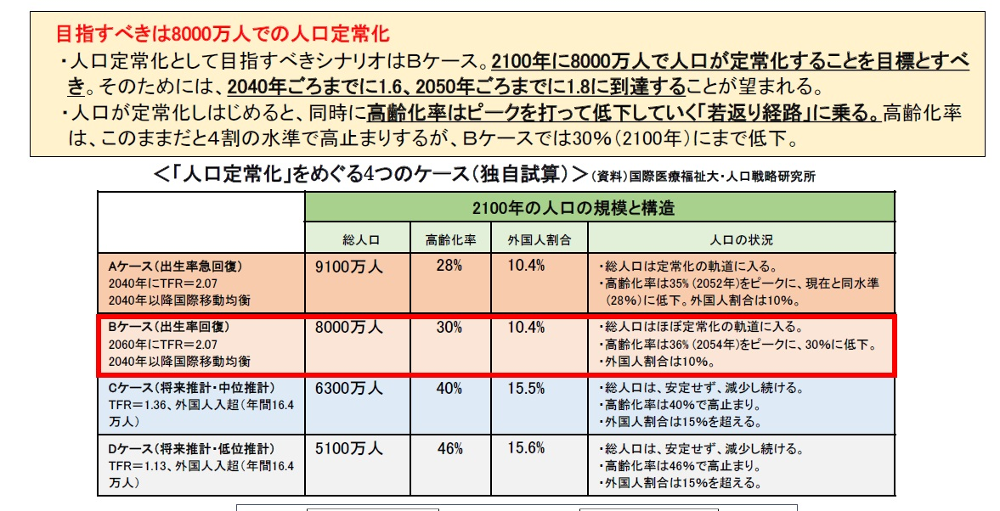 目指すべきは8000万人での人口定常化
・人口定常化として目指すべきシナリオはBケース。2100年に8000万人で人口が定常化することを目標とすべ
き。そのためには、2040年ごろまでに1.6、2050年ごろまでに1.8に到達することが望まれる。
・人口が定常化しはじめると、同時に高齢化率はピークを打って低下していく「若返り経路」に乗る。高齢化率
は、このままだと4割の水準で高止まりするが、Bケースでは30%(2100年)にまで低下。
<「人口定常化」をめぐる4つのケース(独自試算)>(資料)国際医療福祉大・人口戦略研究所
2100年の人口の規模と構造
総人口 高齢化率 外国人割合 人口の状況
Aケース(出生率急回復)
2040年にTFR=2.07
2040年以降国際移動均衡
9100万人 28% 10.4%
・総人口は定常化の軌道に入る。
・高齢化率は35%(2052年)をピークに、現在と同水準
(28%)に低下。外国人割合は10%。
Bケース(出生率回復)
2060年にTFR=2.07
2040年以降国際移動均衡
8000万人 30% 10.4%
・総人口はほぼ定常化の軌道に入る。
・高齢化率は36%(2054年)をピークに、30%に低下。
・外国人割合は10%。
Cケース(将来推計・中位推計)
TFR=1.36、外国人入超(年間16.4
万人)
6300万人 40% 15.5%
・総人口は、安定せず、減少し続ける。
・高齢化率は40%で高止まり。
・外国人割合は15%を超える。
Dケース(将来推計・低位推計)
TFR=1.13、外国人入超(年間16.4
万人)
5100万人 46% 15.6%
・総人口は、安定せず、減少し続ける。
・高齢化率は46%で高止まり。
・外国人割合は15%を超える。